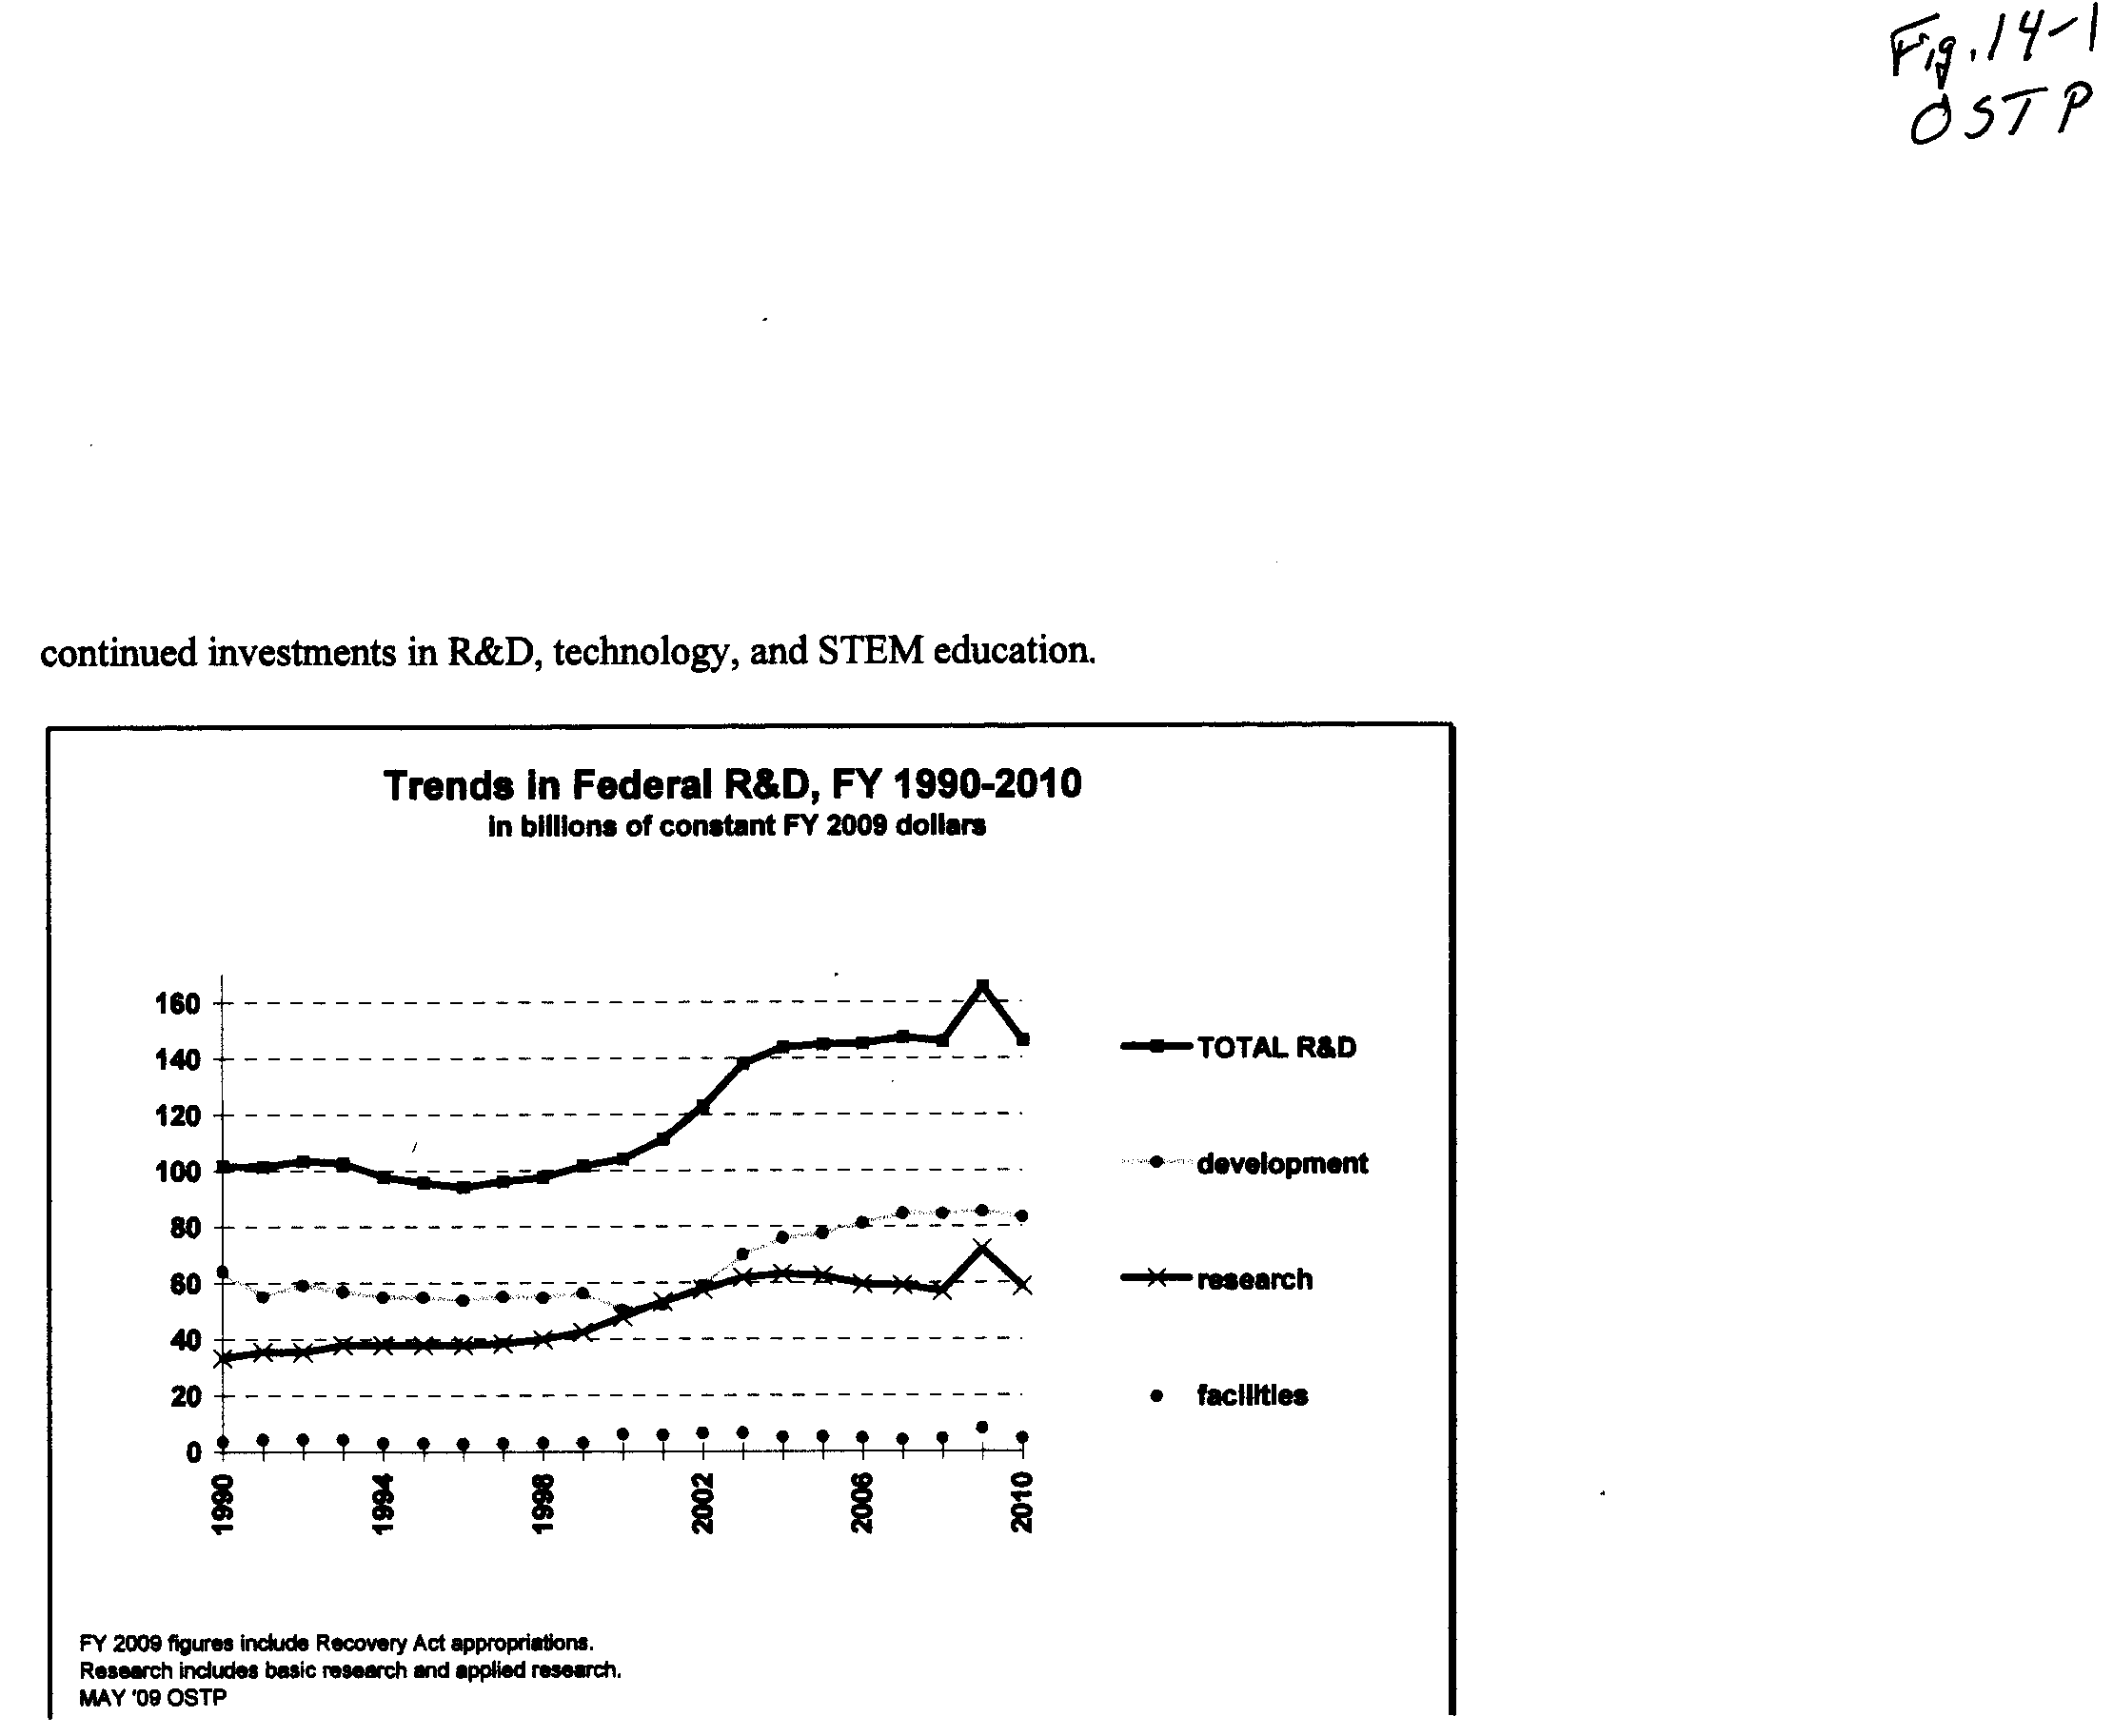 Fig. 14-1
OSTP
continued investments in R&D, technology, and STEM education.
Trends in Federal R&D, FY 1990-2010
in billions of constant FY 2009 dollars
160
140
120
100
80
60
40
20
0
1990
1994
1998
2002
2006
2010
TOTAL R&D
development
research
facilities
FY 2009 figures include Recovery Act appropriations.
Research includes basic research and applied research.
MAY '09 OSTP